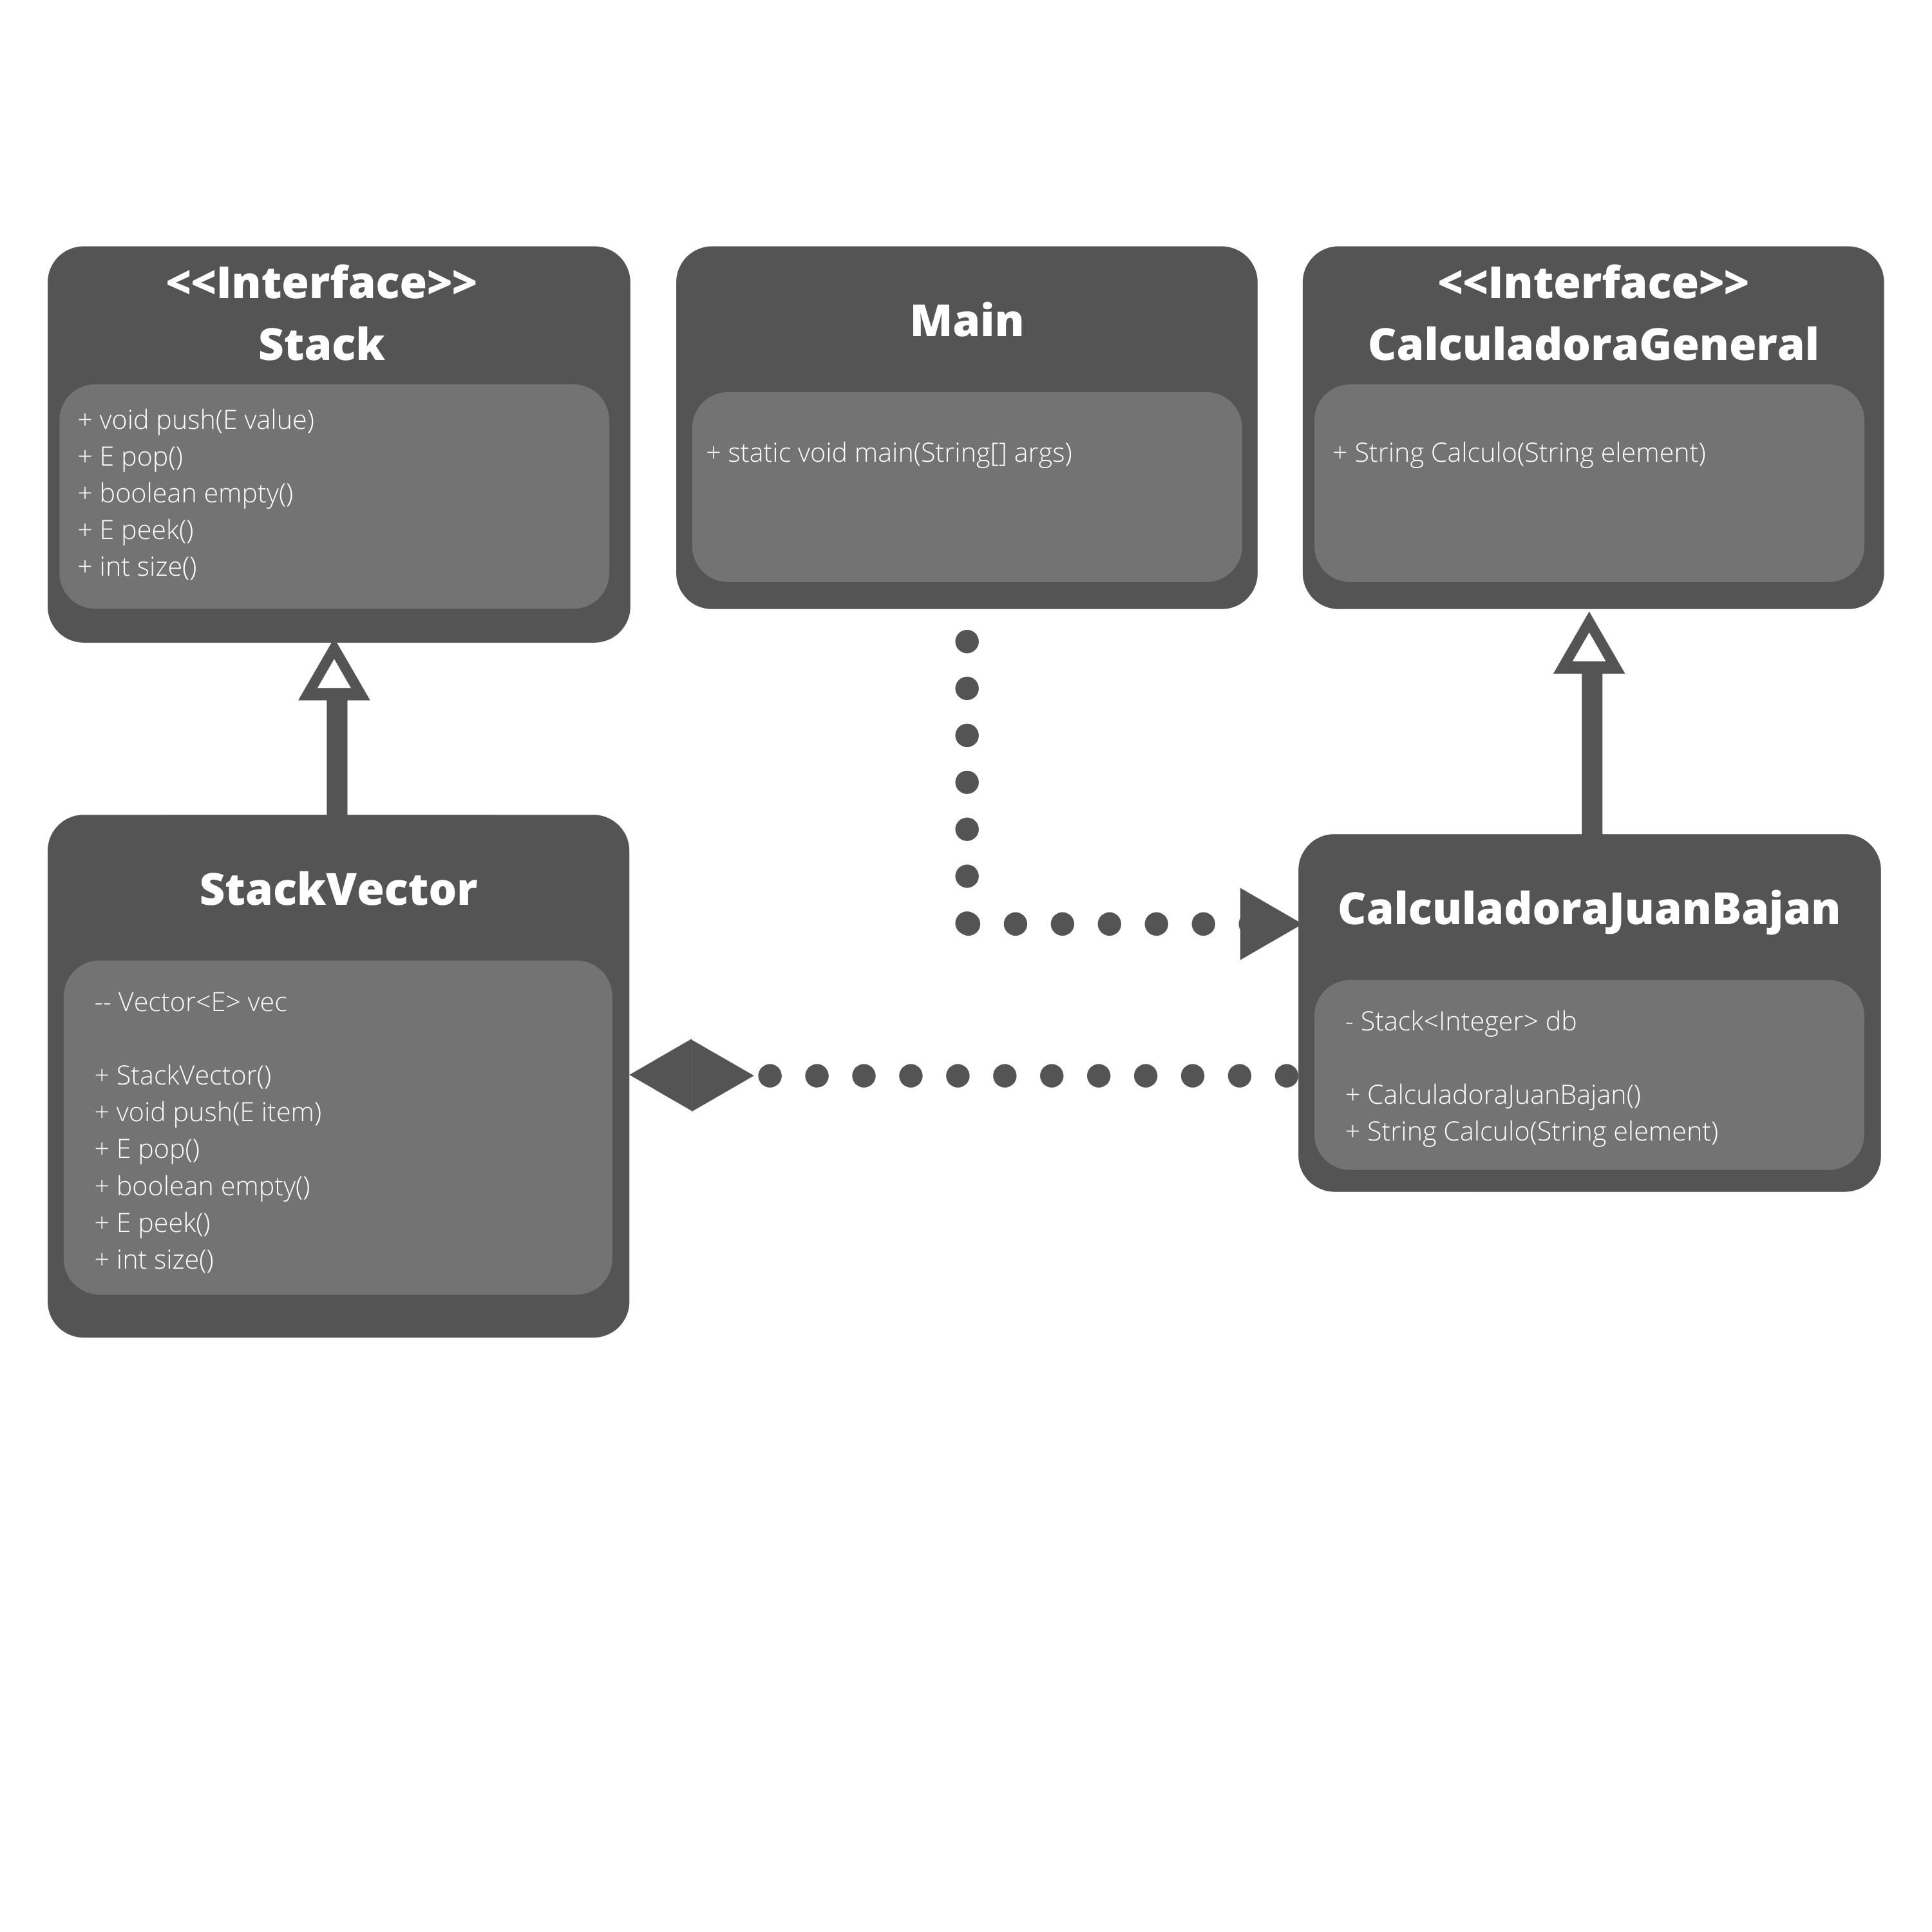 <<Interface>>
Stack
+ void push(E value)
+ E pop()
+ boolean empty()
+ E peek()
+ int size()
Main
+ static void main(String[] args)
<<Interface>>
CalculadoraGeneral
+ String Calculo(String element)
StackVector
-- Vector<E> vec
+ StackVector()
+ void push(E item)
+ E pop()
+ boolean empty()
+ E peek()
+ int size()
CalculadoraJuanBajan
- Stack<Integer> db
+ CalculadoraJuanBajan()
+ String Calculo(String element)